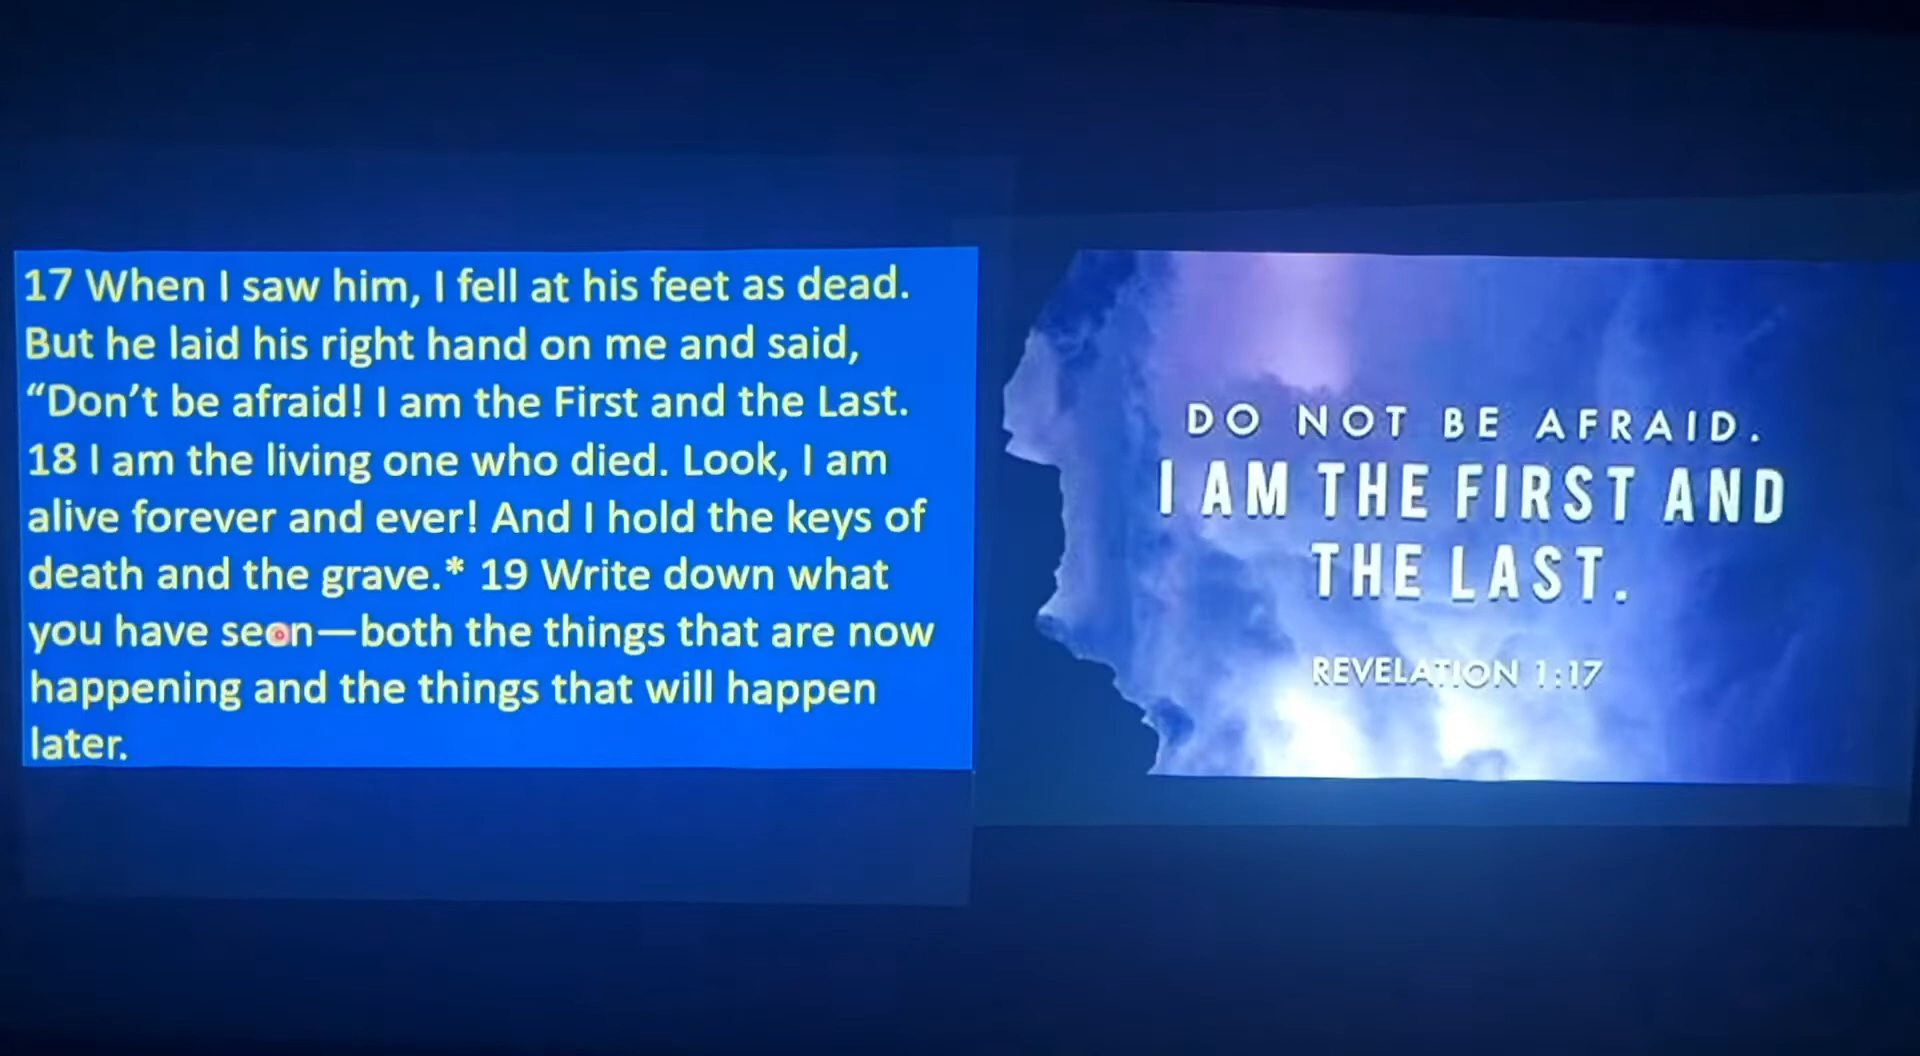 17 When I saw him, I fell at his feet as dead.
But he laid his right hand on me and said,
“Don’t be afraid! I am the First and the Last.
18 I am the living one who died. Look, I am
alive forever and ever! And I hold the keys of
death and the grave.* 19 Write down what
you have seen—both the things that are now
happening and the things that will happen
later.
DO NOT BE AFRAID.
I AM THE FIRST AND
THE LAST.
REVELATION 1:17